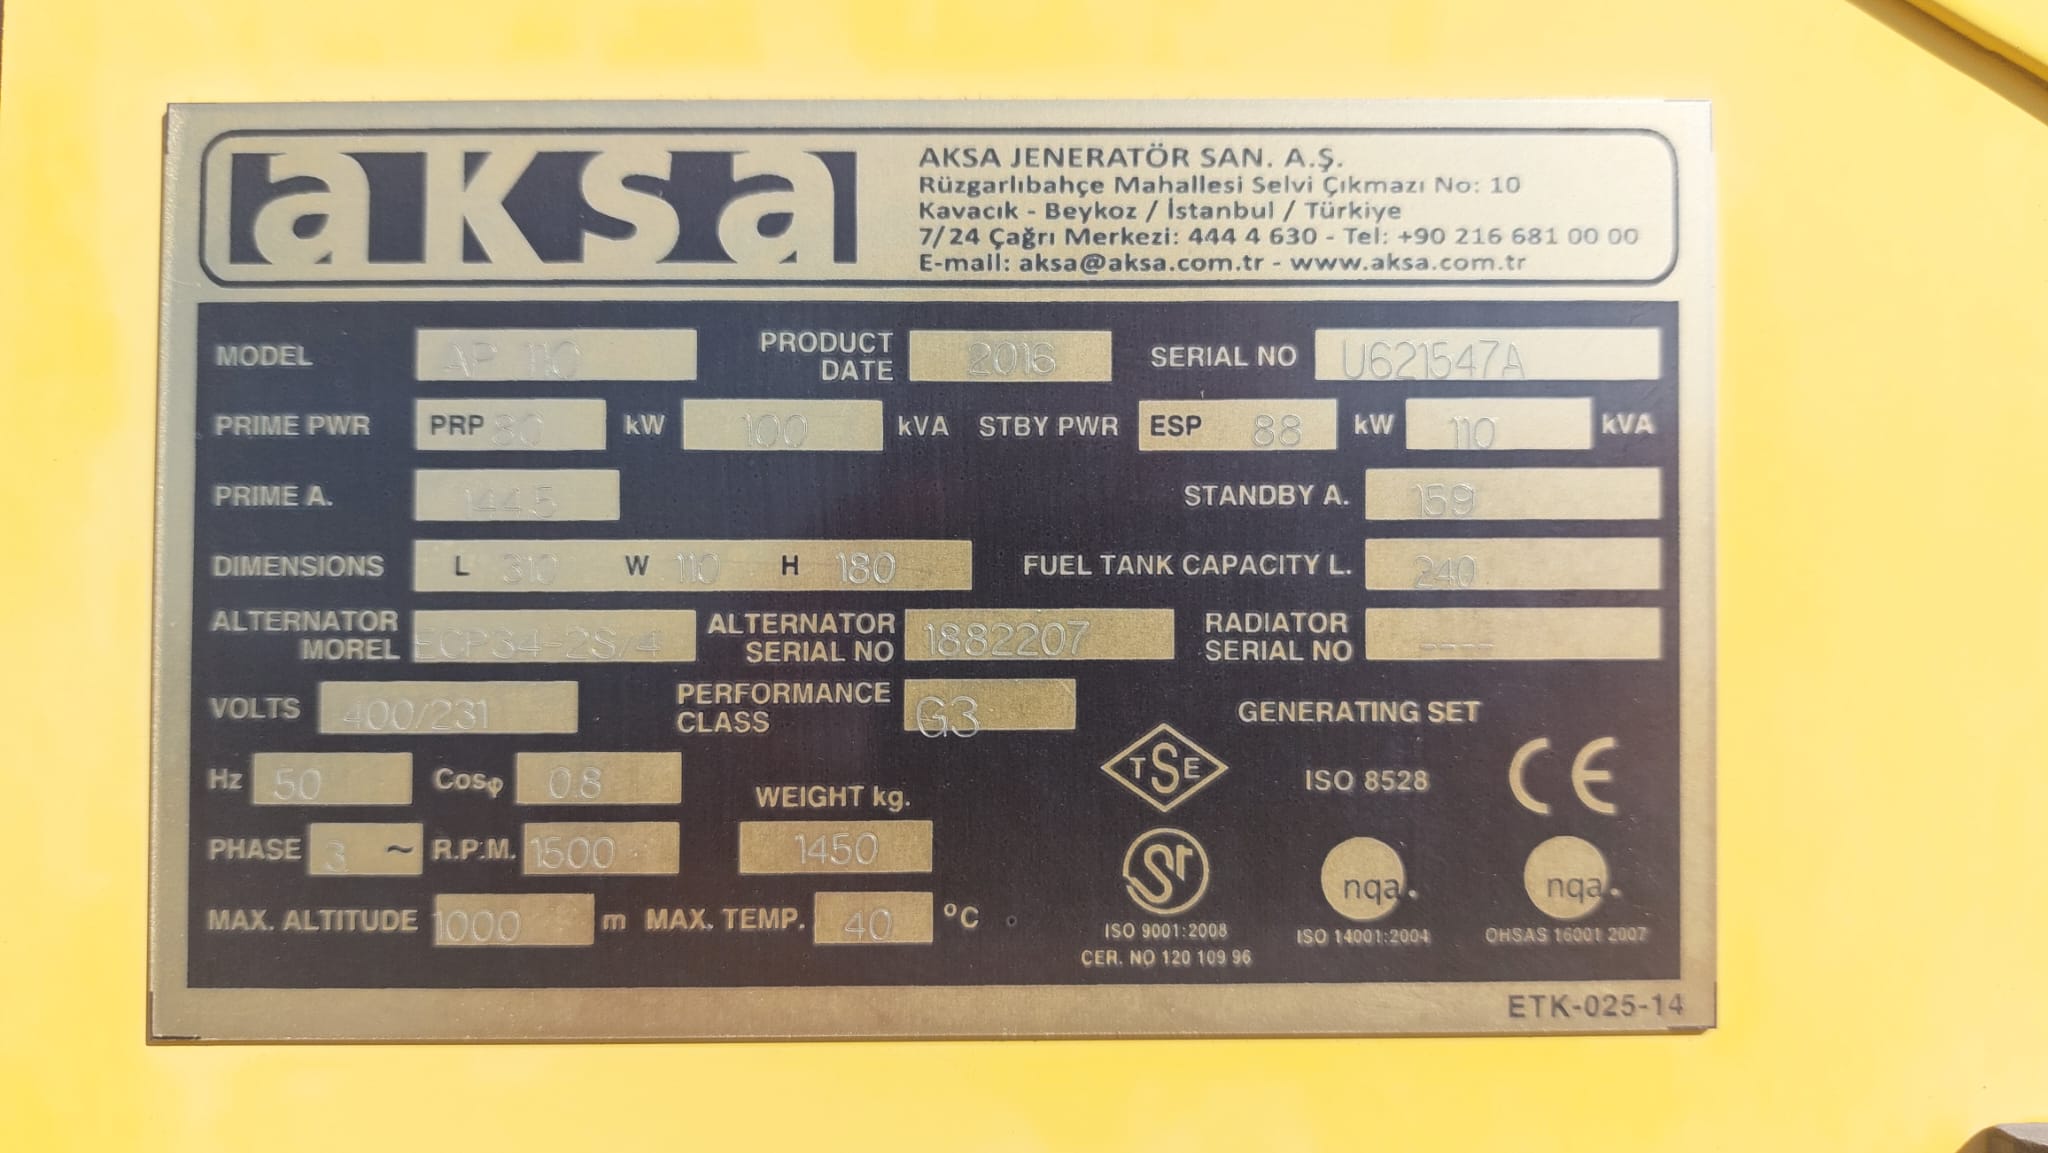 aksa
AKSA JENERATÖR SAN. A.Ş.
Rüzgarlıbahçe Mahallesi Selvi Çıkmazı No: 10
Kavacık - Beykoz / İstanbul / Türkiye
7/24 Çağrı Merkezi: 444 4 630 - Tel: +90 216 681 00 00
E-mail: aksa@aksa.com.tr - www.aksa.com.tr
MODEL AP 110 PRODUCT DATE 2016 SERIAL NO U621547A
PRIME PWR PRP 80 kW 100 kVA STBY PWR ESP 88 kW 110 kVA
PRIME A. 144.5 STANDBY A. 159
DIMENSIONS L 310 W 110 H 180 FUEL TANK CAPACITY L. 240
ALTERNATOR MOREL ECP34-2S/4 ALTERNATOR SERIAL NO 1882207 RADIATOR SERIAL NO ----
VOLTS 400/231 PERFORMANCE CLASS G3 GENERATING SET
Hz 50 Cosφ 0.8 WEIGHT kg. TSE ISO 8528 CE
PHASE 3 ~ R.P.M. 1500 1450 nqa. nqa.
MAX. ALTITUDE 1000 m MAX. TEMP. 40 °C ISO 9001:2008 ISO 14001:2004 OHSAS 16001 2007
CER. NO 120 109 96
ETK-025-14